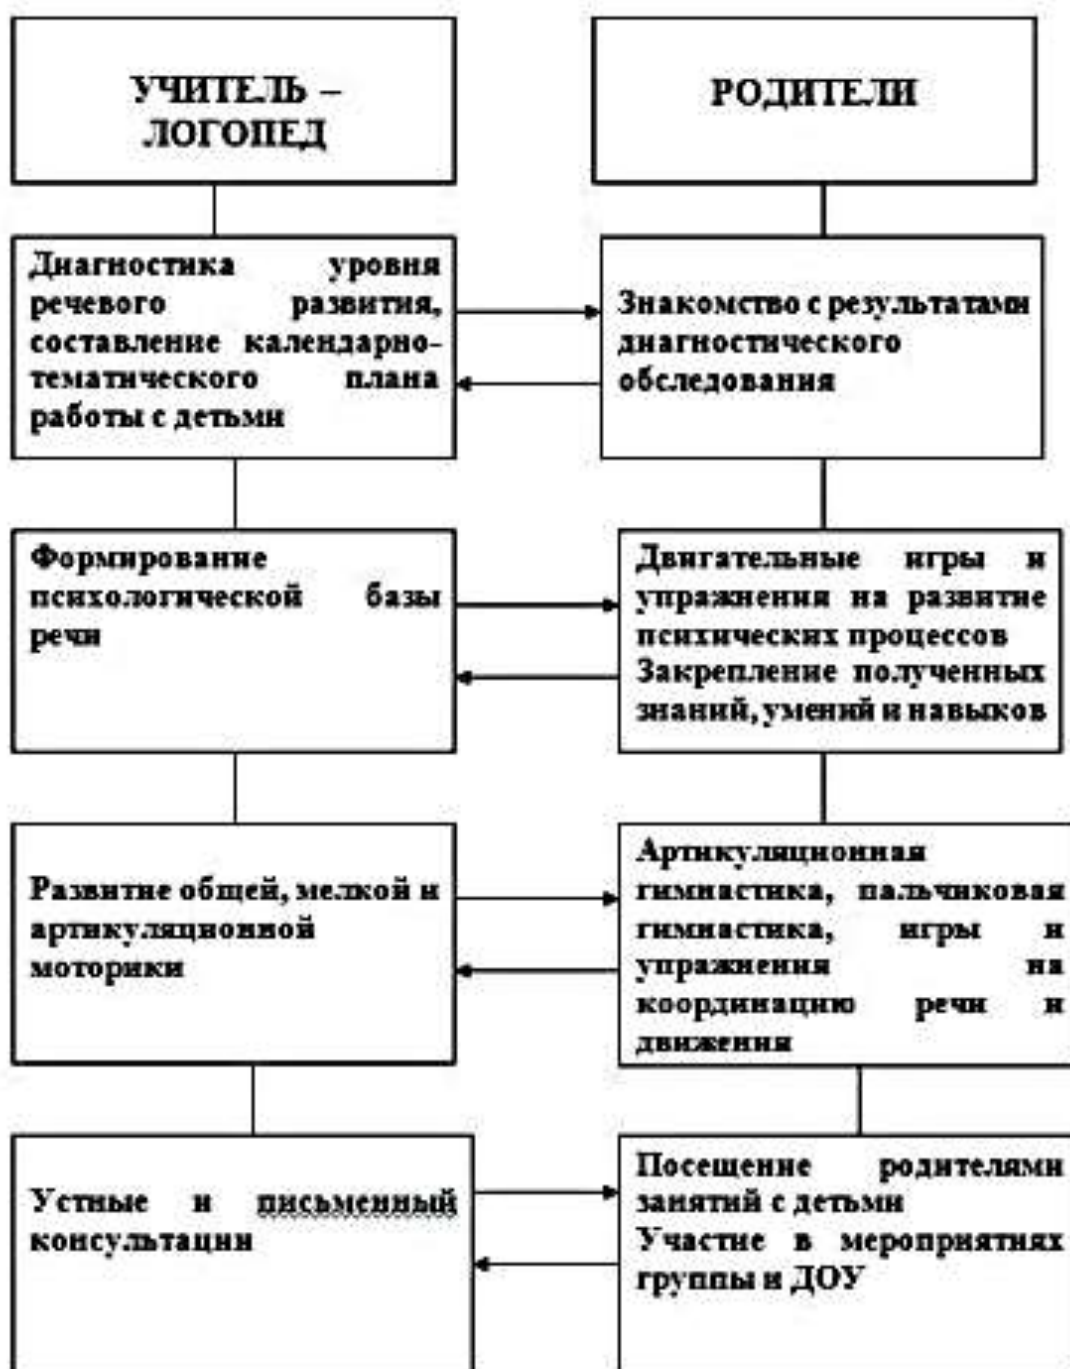 УЧИТЕЛЬ –
ЛОГОПЕД
РОДИТЕЛИ
Диагностика уровня
речевого развития,
составление календарно-
тематического плана
работы с детьми
Знакомство с результатами
диагностического
обследования
Формирование
психологической базы
речи
Двигательные игры и
упражнения на развитие
психических процессов
Закрепление полученных
знаний, умений и навыков
Развитие общей, мелкой и
артикуляционной
моторики
Артикуляционная
гимнастика, пальчиковая
гимнастика, игры и
упражнения на
координацию речи и
движения
Устные и письменный
консультации
Посещение родителями
занятий с детьми
Участие в мероприятиях
группы и ДОУ